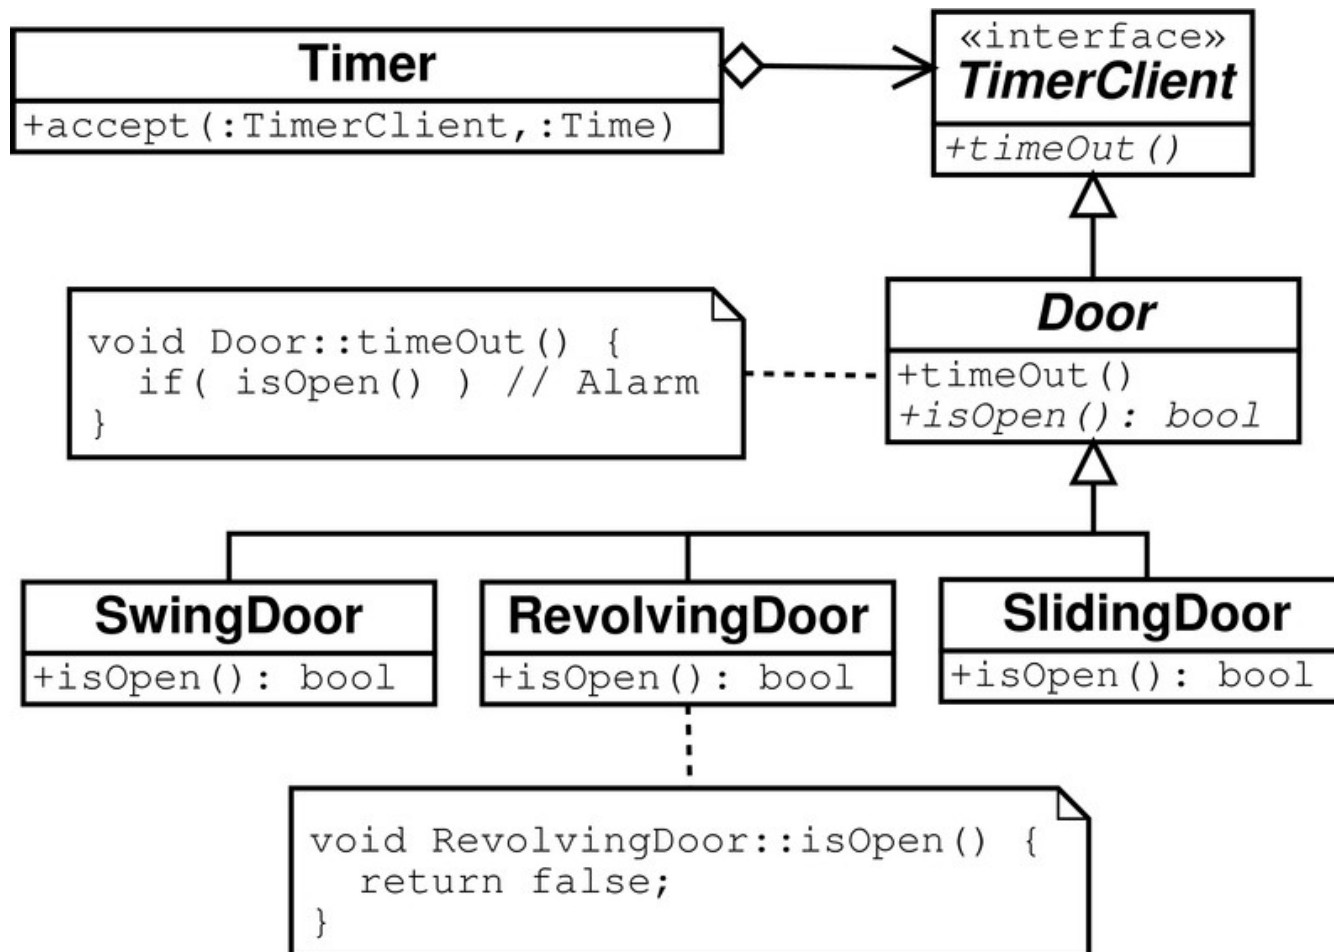 Timer
+accept(:TimerClient,:Time)
«interface»
TimerClient
+timeOut()
void Door::timeOut() {
if( isOpen() ) // Alarm
}
Door
+timeOut()
+isOpen(): bool
SwingDoor
+isOpen(): bool
RevolvingDoor
+isOpen(): bool
SlidingDoor
+isOpen(): bool
void RevolvingDoor::isOpen() {
return false;
}